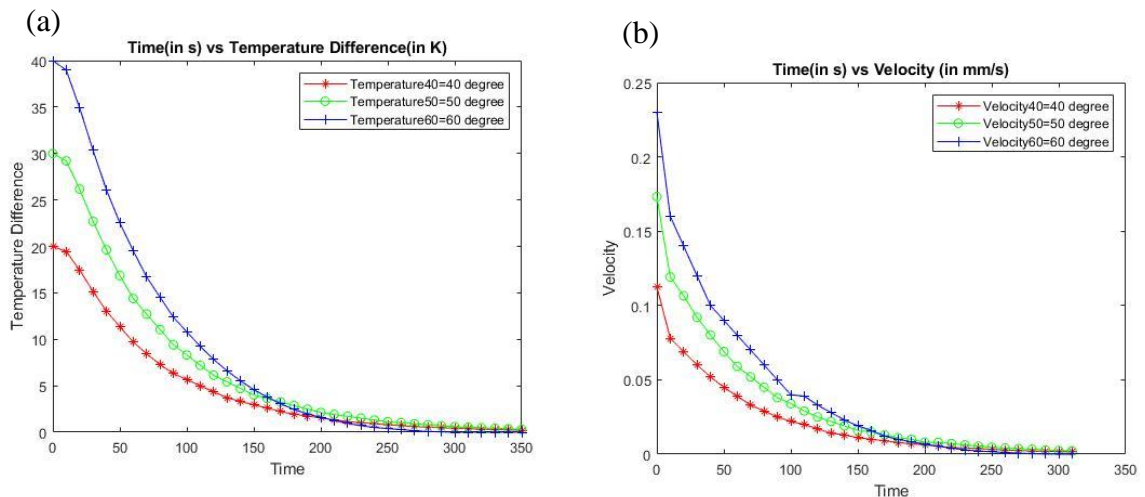 (a)
Time(in s) vs Temperature Difference(in K)
Temperature40=40 degree
Temperature50=50 degree
Temperature60=60 degree
Temperature Difference
40
35
30
25
20
15
10
5
0
0 50 100 150 200 250 300 350
Time
(b)
Time(in s) vs Velocity (in mm/s)
Velocity40=40 degree
Velocity50=50 degree
Velocity60=60 degree
Velocity
0.25
0.2
0.15
0.1
0.05
0
0 50 100 150 200 250 300 350
Time